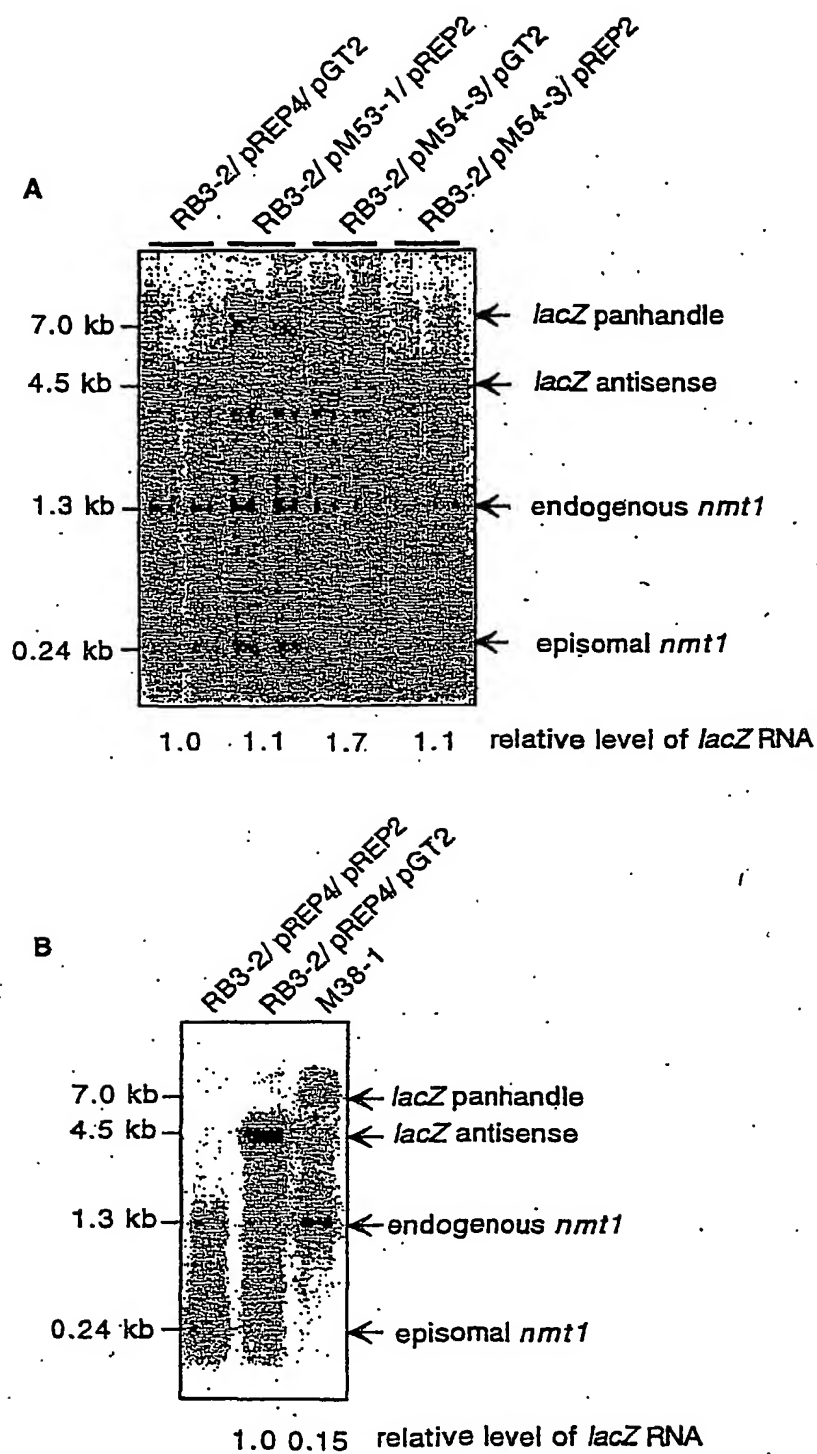 A
RB3-2/ pREP4/ pGT2
RB3-2/ pM53-1/ pREP2
RB3-2/ pM54-3/ pGT2
RB3-2/ pM54-3/ pREP2
7.0 kb
lacZ panhandle
4.5 kb
lacZ antisense
1.3 kb
endogenous nmt1
0.24 kb
episomal nmt1
1.0 1.1 1.7 1.1 relative level of lacZ RNA
B
RB3-2/ pREP4/ pREP2
RB3-2/ pREP4/ pGT2
M38-1
7.0 kb
lacZ panhandle
4.5 kb
lacZ antisense
1.3 kb
endogenous nmt1
0.24 kb
episomal nmt1
1.0 0.15 relative level of lacZ RNA